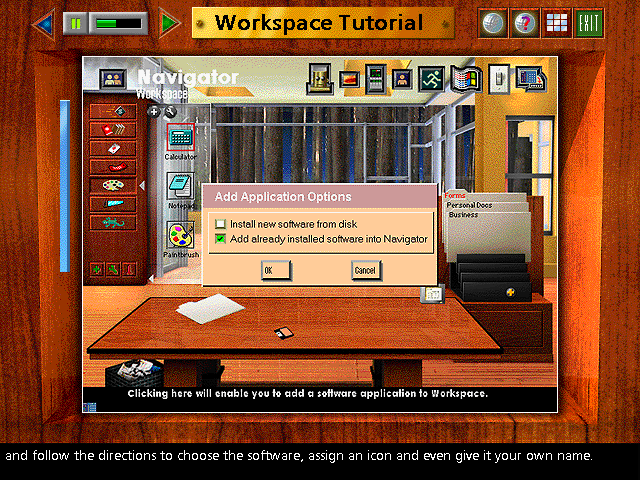 Workspace Tutorial
EXIT
Navigator
Workspace
Calculator
Notepad
Paintbrush
Add Application Options
Install new software from disk
Add already installed software into Navigator
OK
Cancel
Forms
Personal Docs
Business
Clicking here will enable you to add a software application to Workspace.
and follow the directions to choose the software, assign an icon and even give it your own name.